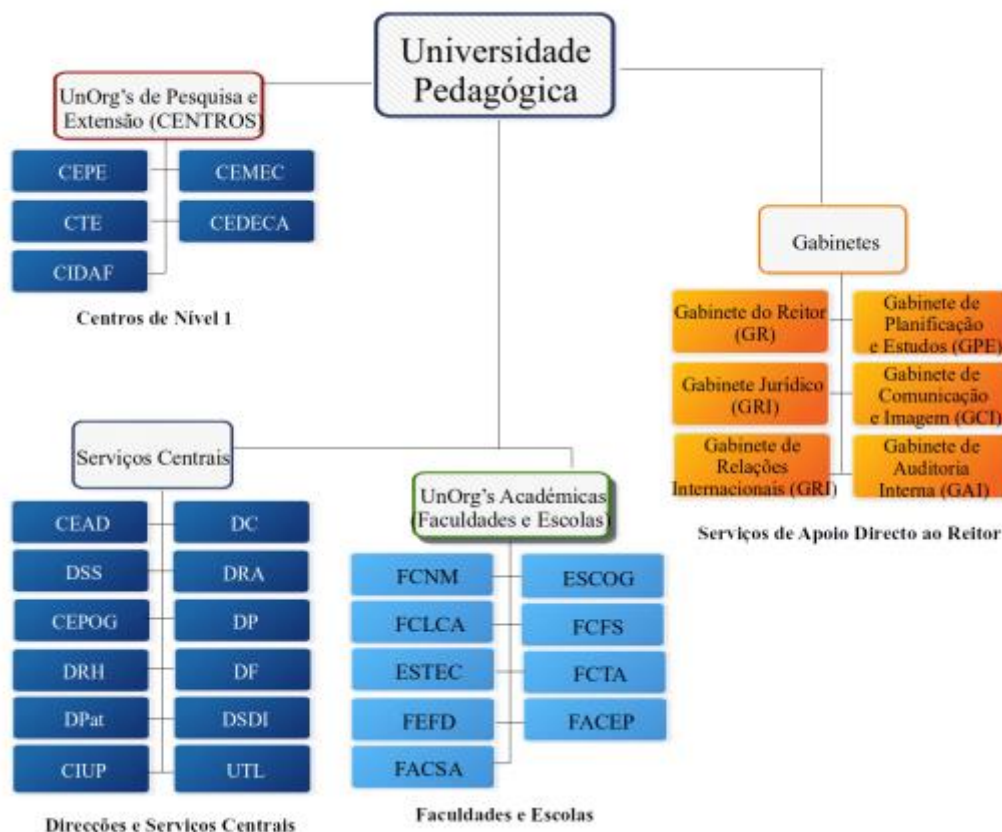 Universidade
Pedagógica
UnOrg's de Pesquisa e
Extensão (CENTROS)
CEPE
CEMEC
CTE
CEDECA
CIDAF
Centros de Nível 1
Gabinetes
Gabinete do Reitor
(GR)
Gabinete de
Planificação
e Estudos (GPE)
Gabinete Jurídico
(GRI)
Gabinete de
Comunicação
e Imagem (GCI)
Gabinete de
Relações
Internacionais (GRI)
Gabinete de
Auditoria
Interna (GAI)
Serviços de Apoio Directo ao Reitor
Serviços Centrais
CEAD
DC
DSS
DRA
CEPOG
DP
DRH
DF
DPat
DSDI
CIUP
UTL
Direcções e Serviços Centrais
UnOrg's Académicas
(Faculdades e Escolas)
FCNM
ESCOG
FCLCA
FCFS
ESTEC
FCTA
FEFD
FACEP
FACSA
Faculdades e Escolas